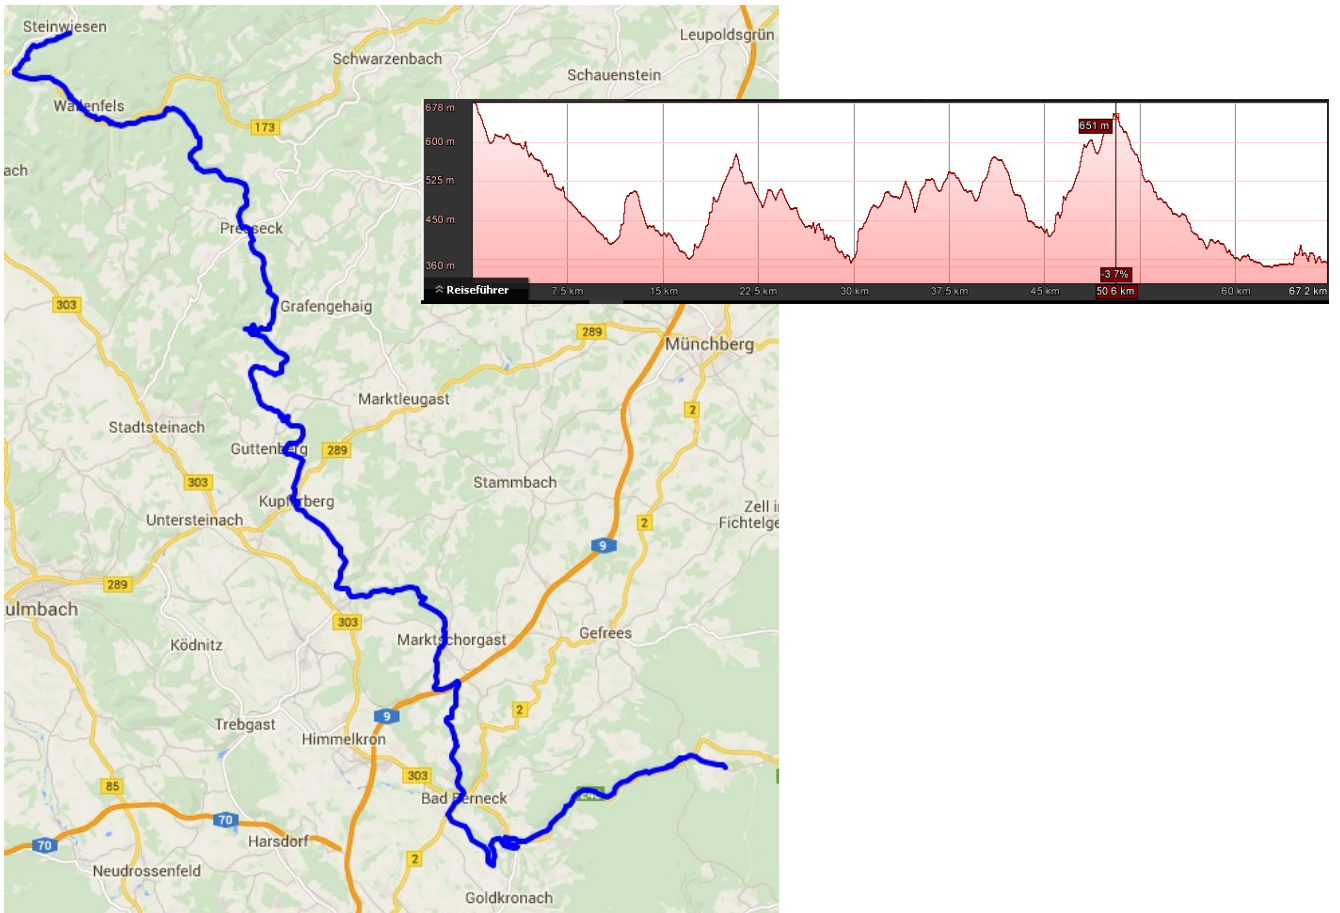 Steinwiesen
Leupoldsgrün
Schwarzenbach
Schauenstein
Wallenfels
173
ach
Presseck
303
Grafengehaig
289
Münchberg
Marktleugast
2
Stadtsteinach
Guttenberg
289
303
Stammbach
Kupferberg
Zell i
Fichtelge
Untersteinach
2
9
289
ulmbach
303
Gefrees
Marktschorgast
Ködnitz
2
9
Trebgast
Himmelkron
303
85
Bad Berneck
70
70
Harsdorf
2
Neudrossenfeld
Goldkronach
678 m
600 m
525 m
450 m
360 m
651 m
-3.7%
Reiseführer
7.5 km
15 km
22.5 km
30 km
37.5 km
45 km
50.6 km
60 km
67.2 km